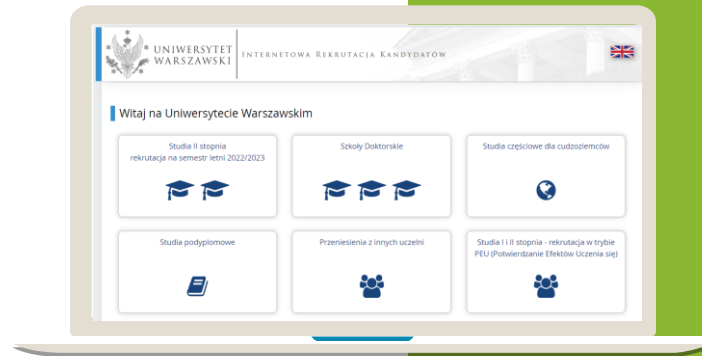 UNIWERSYTET
WARSZAWSKI
INTERNETOWA REKRUTACJA KANDYDATÓW
Witaj na Uniwersytecie Warszawskim
Studia II stopnia
rekrutacja na semestr letni 2022/2023
Szkoły Doktorskie
Studia częściowe dla cudzoziemców
Studia podyplomowe
Przeniesienia z innych uczelni
Studia I i II stopnia - rekrutacja w trybie
PEU (Potwierdzanie Efektów Uczenia się)